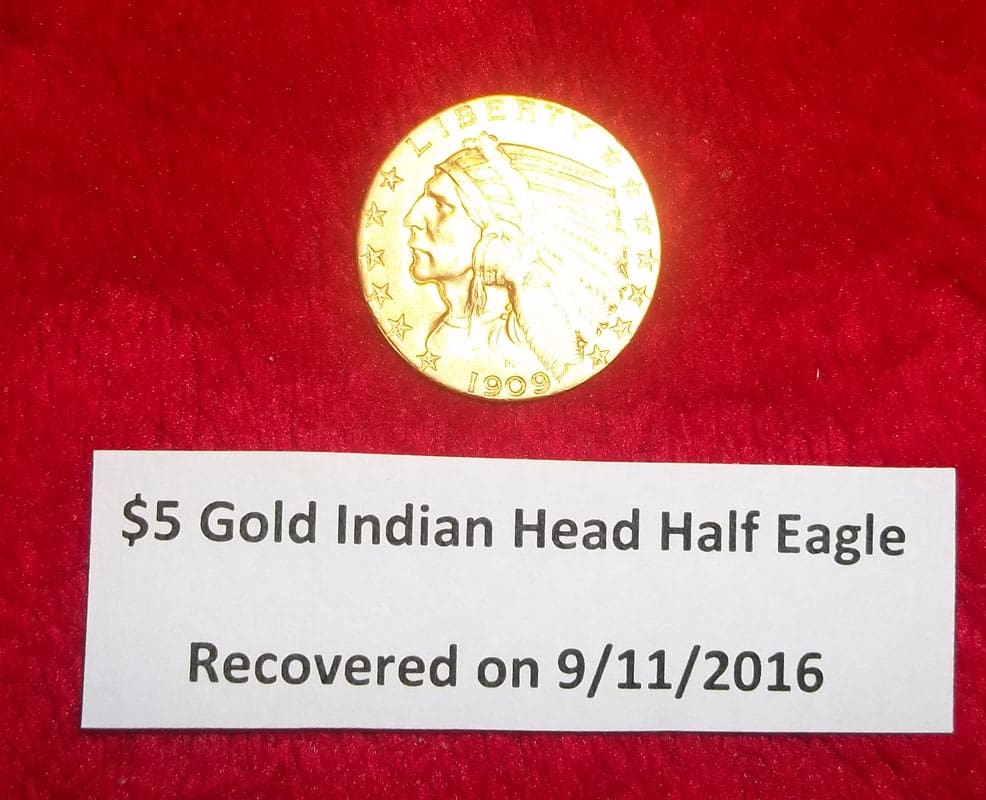 LIBERTY
1909
$5 Gold Indian Head Half Eagle
Recovered on 9/11/2016